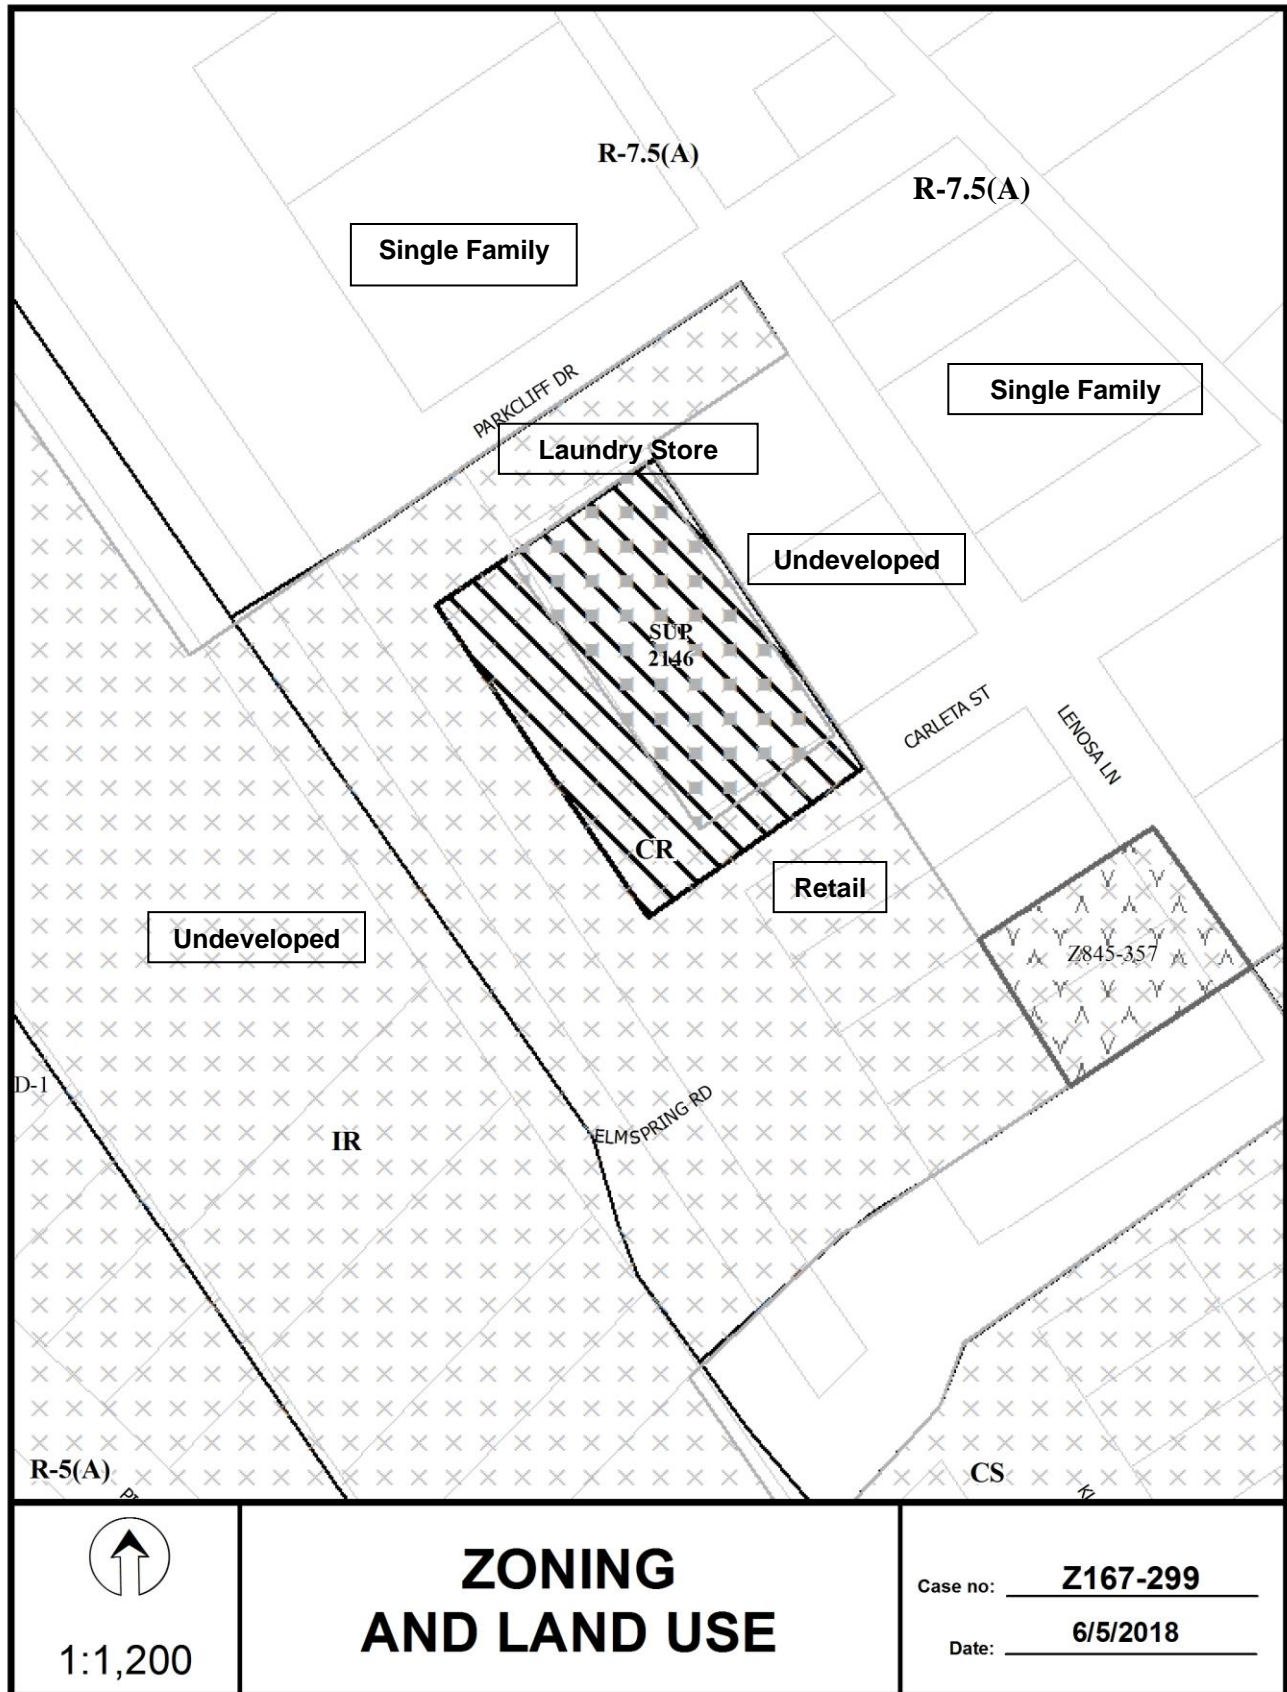 R-7.5(A)
R-7.5(A)
Single Family
Single Family
PARKCLIFF DR
Laundry Store
Undeveloped
SUP
2146
CARLETA ST
LENOSA LN
CR
Retail
Undeveloped
Z845-357
D-1
ELMSPRING RD
IR
R-5(A)
CS
1:1,200
ZONING
AND LAND USE
Case no: Z167-299
Date: 6/5/2018